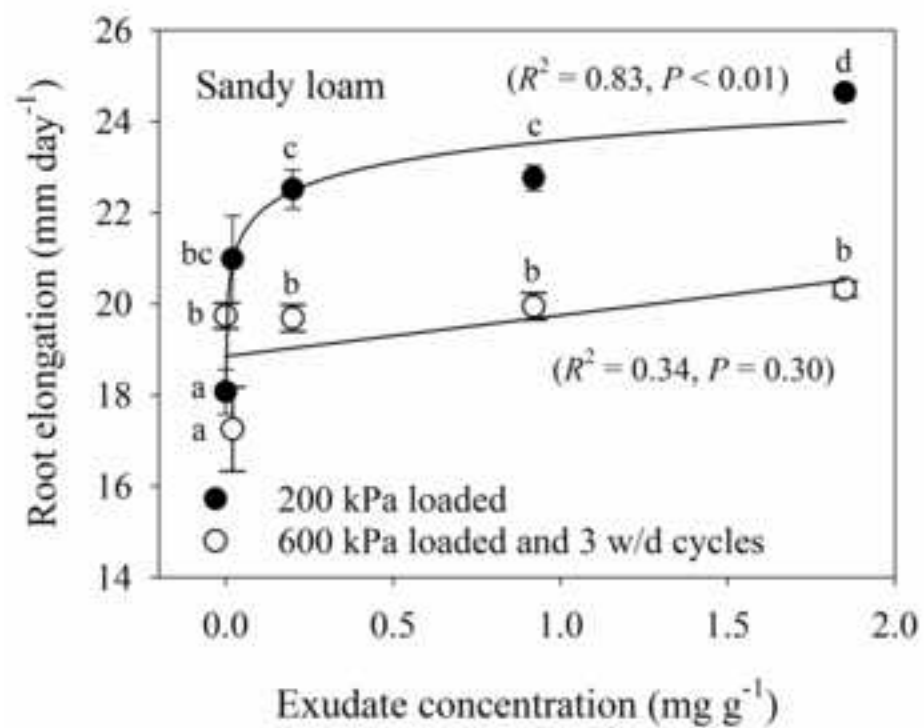 26
24
22
20
18
16
14
Root elongation (mm day⁻¹)
Sandy loam
(R² = 0.83, P < 0.01)
d
c
c
bc
b
b
b
b
a
a
(R² = 0.34, P = 0.30)
200 kPa loaded
600 kPa loaded and 3 w/d cycles
0.0 0.5 1.0 1.5 2.0
Exudate concentration (mg g⁻¹)